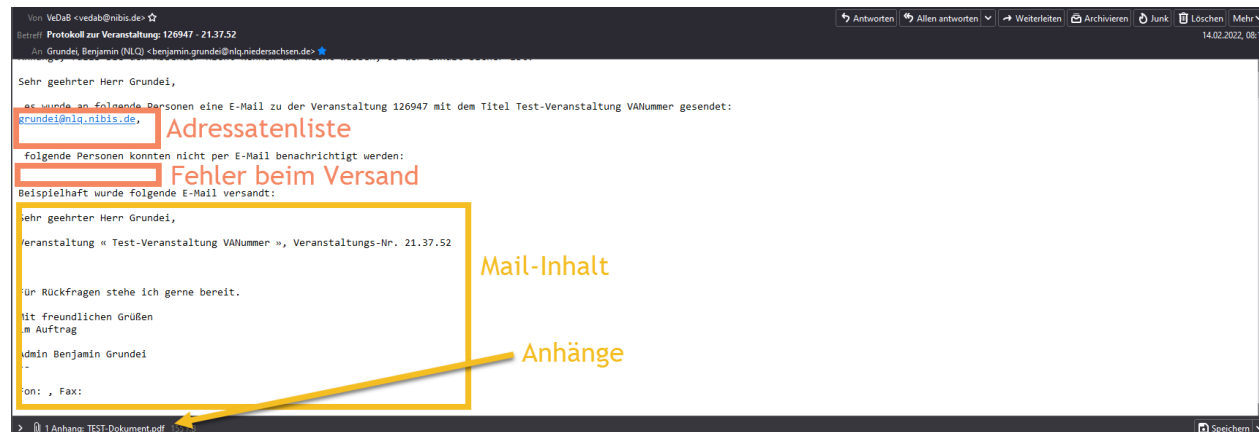 Von VeDaB <vedab@nibis.de>
Antworten Allen antworten Weiterleiten Archivieren Junk Löschen Mehr
Betreff Protokoll zur Veranstaltung: 126947 - 21.37.52
14.02.2022, 08:
An Grundei, Benjamin (NLQ) <benjamin.grundei@nlq.niedersachsen.de>
Sehr geehrter Herr Grundei,
es wurde an folgende Personen eine E-Mail zu der Veranstaltung 126947 mit dem Titel Test-Veranstaltung VANummer gesendet:
grundei@nlq.nibis.de,
Adressatenliste
folgende Personen konnten nicht per E-Mail benachrichtigt werden:
Fehler beim Versand
Beispielhaft wurde folgende E-Mail versandt:
Sehr geehrter Herr Grundei,
Veranstaltung « Test-Veranstaltung VANummer », Veranstaltungs-Nr. 21.37.52
Mail-Inhalt
Für Rückfragen stehe ich gerne bereit.
Mit freundlichen Grüßen
im Auftrag
Admin Benjamin Grundei
Anhänge
--
Fon: , Fax:
1 Anhang: TEST-Dokument.pdf
Speichern